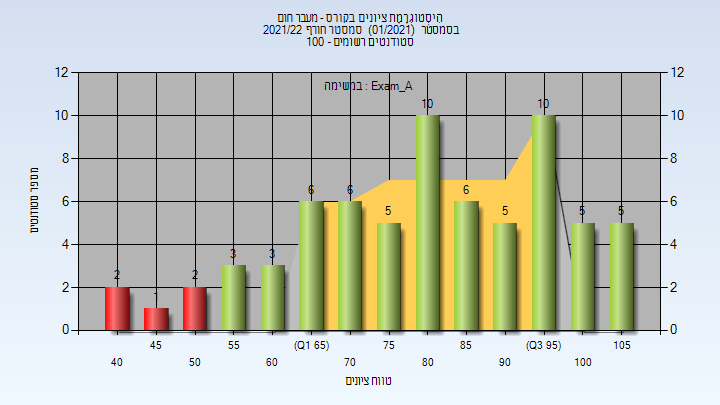 היסטוגרמת ציונים בקורס - מעבר חום
בסמסטר (01/2021) סמסטר חורף 2021/22
סטודנטים רשומים - 100
במשימה : Exam_A
12 12
10 10
8 8
6 6
4 4
2 2
0 0
מספר סטודנטים
2 1 2 3 3 6 6 5 10 6 5 10 5 5
45 55 (Q1 65) 75 85 (Q3 95) 105
40 50 60 70 80 90 100
טווח ציונים